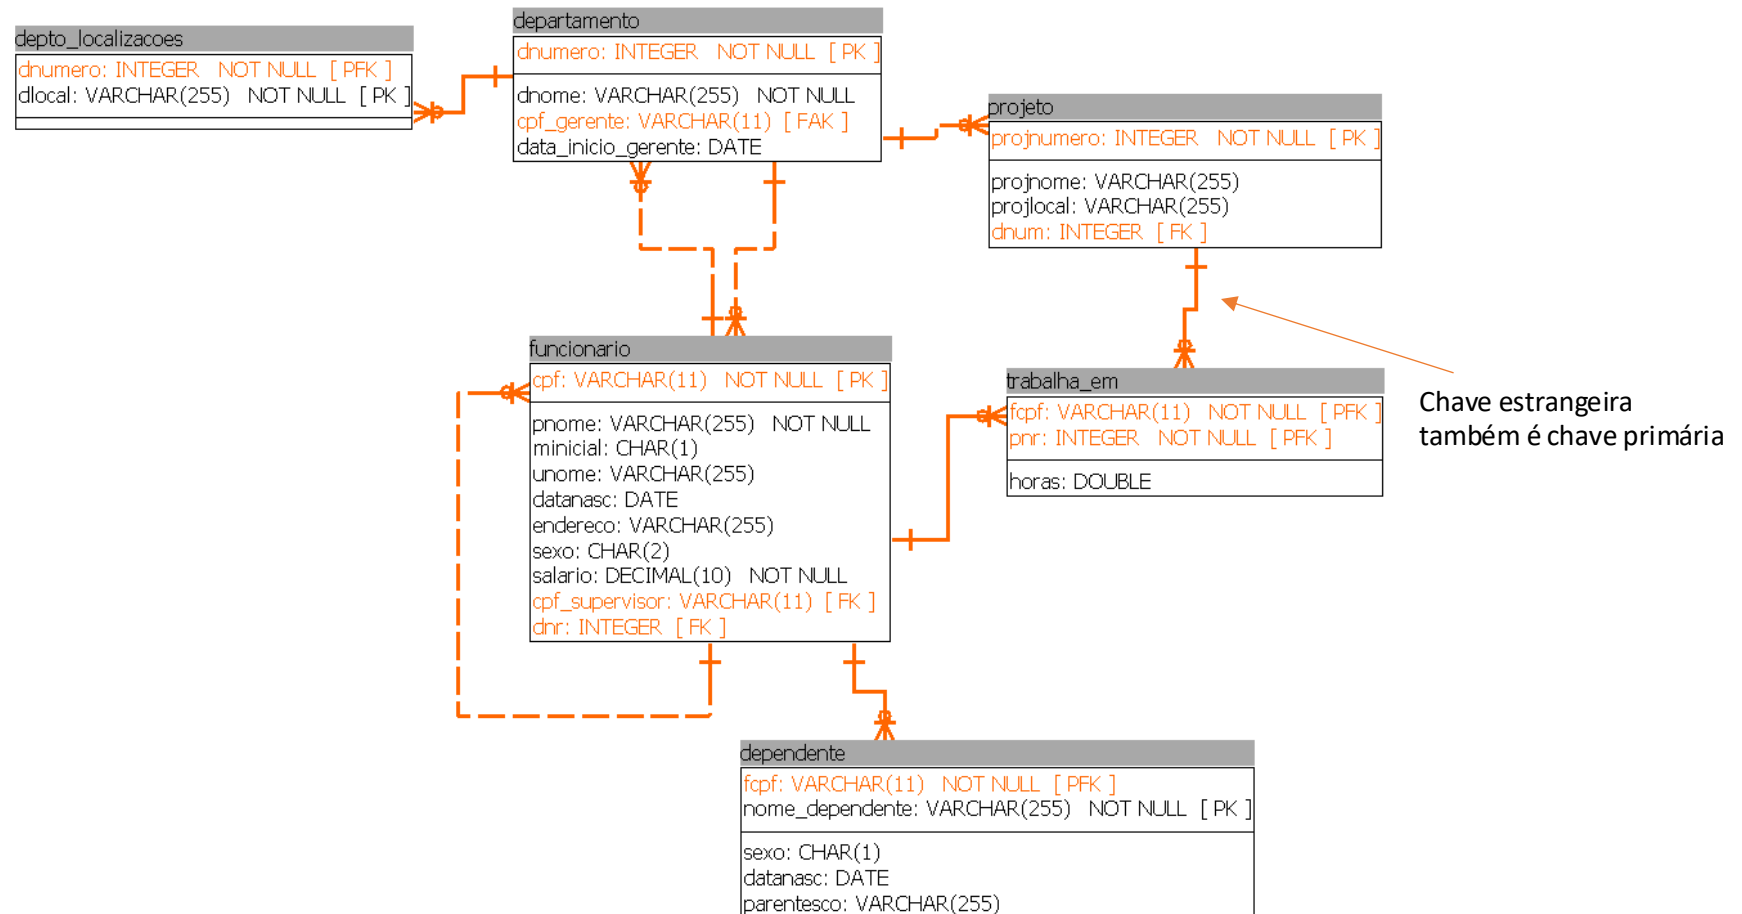 depto_localizacoes
dnumero: INTEGER NOT NULL [ PFK ]
dlocal: VARCHAR(255) NOT NULL [ PK ]
departamento
dnumero: INTEGER NOT NULL [ PK ]
dnome: VARCHAR(255) NOT NULL
cpf_gerente: VARCHAR(11) [ FAK ]
data_inicio_gerente: DATE
projeto
projnumero: INTEGER NOT NULL [ PK ]
projnome: VARCHAR(255)
projlocal: VARCHAR(255)
dnum: INTEGER [ FK ]
funcionario
cpf: VARCHAR(11) NOT NULL [ PK ]
pnome: VARCHAR(255) NOT NULL
minicial: CHAR(1)
unome: VARCHAR(255)
datanasc: DATE
endereco: VARCHAR(255)
sexo: CHAR(2)
salario: DECIMAL(10) NOT NULL
cpf_supervisor: VARCHAR(11) [ FK ]
dnr: INTEGER [ FK ]
trabalha_em
fcpf: VARCHAR(11) NOT NULL [ PFK ]
pnr: INTEGER NOT NULL [ PFK ]
horas: DOUBLE
Chave estrangeira
também é chave primária
dependente
fcpf: VARCHAR(11) NOT NULL [ PFK ]
nome_dependente: VARCHAR(255) NOT NULL [ PK ]
sexo: CHAR(1)
datanasc: DATE
parentesco: VARCHAR(255)